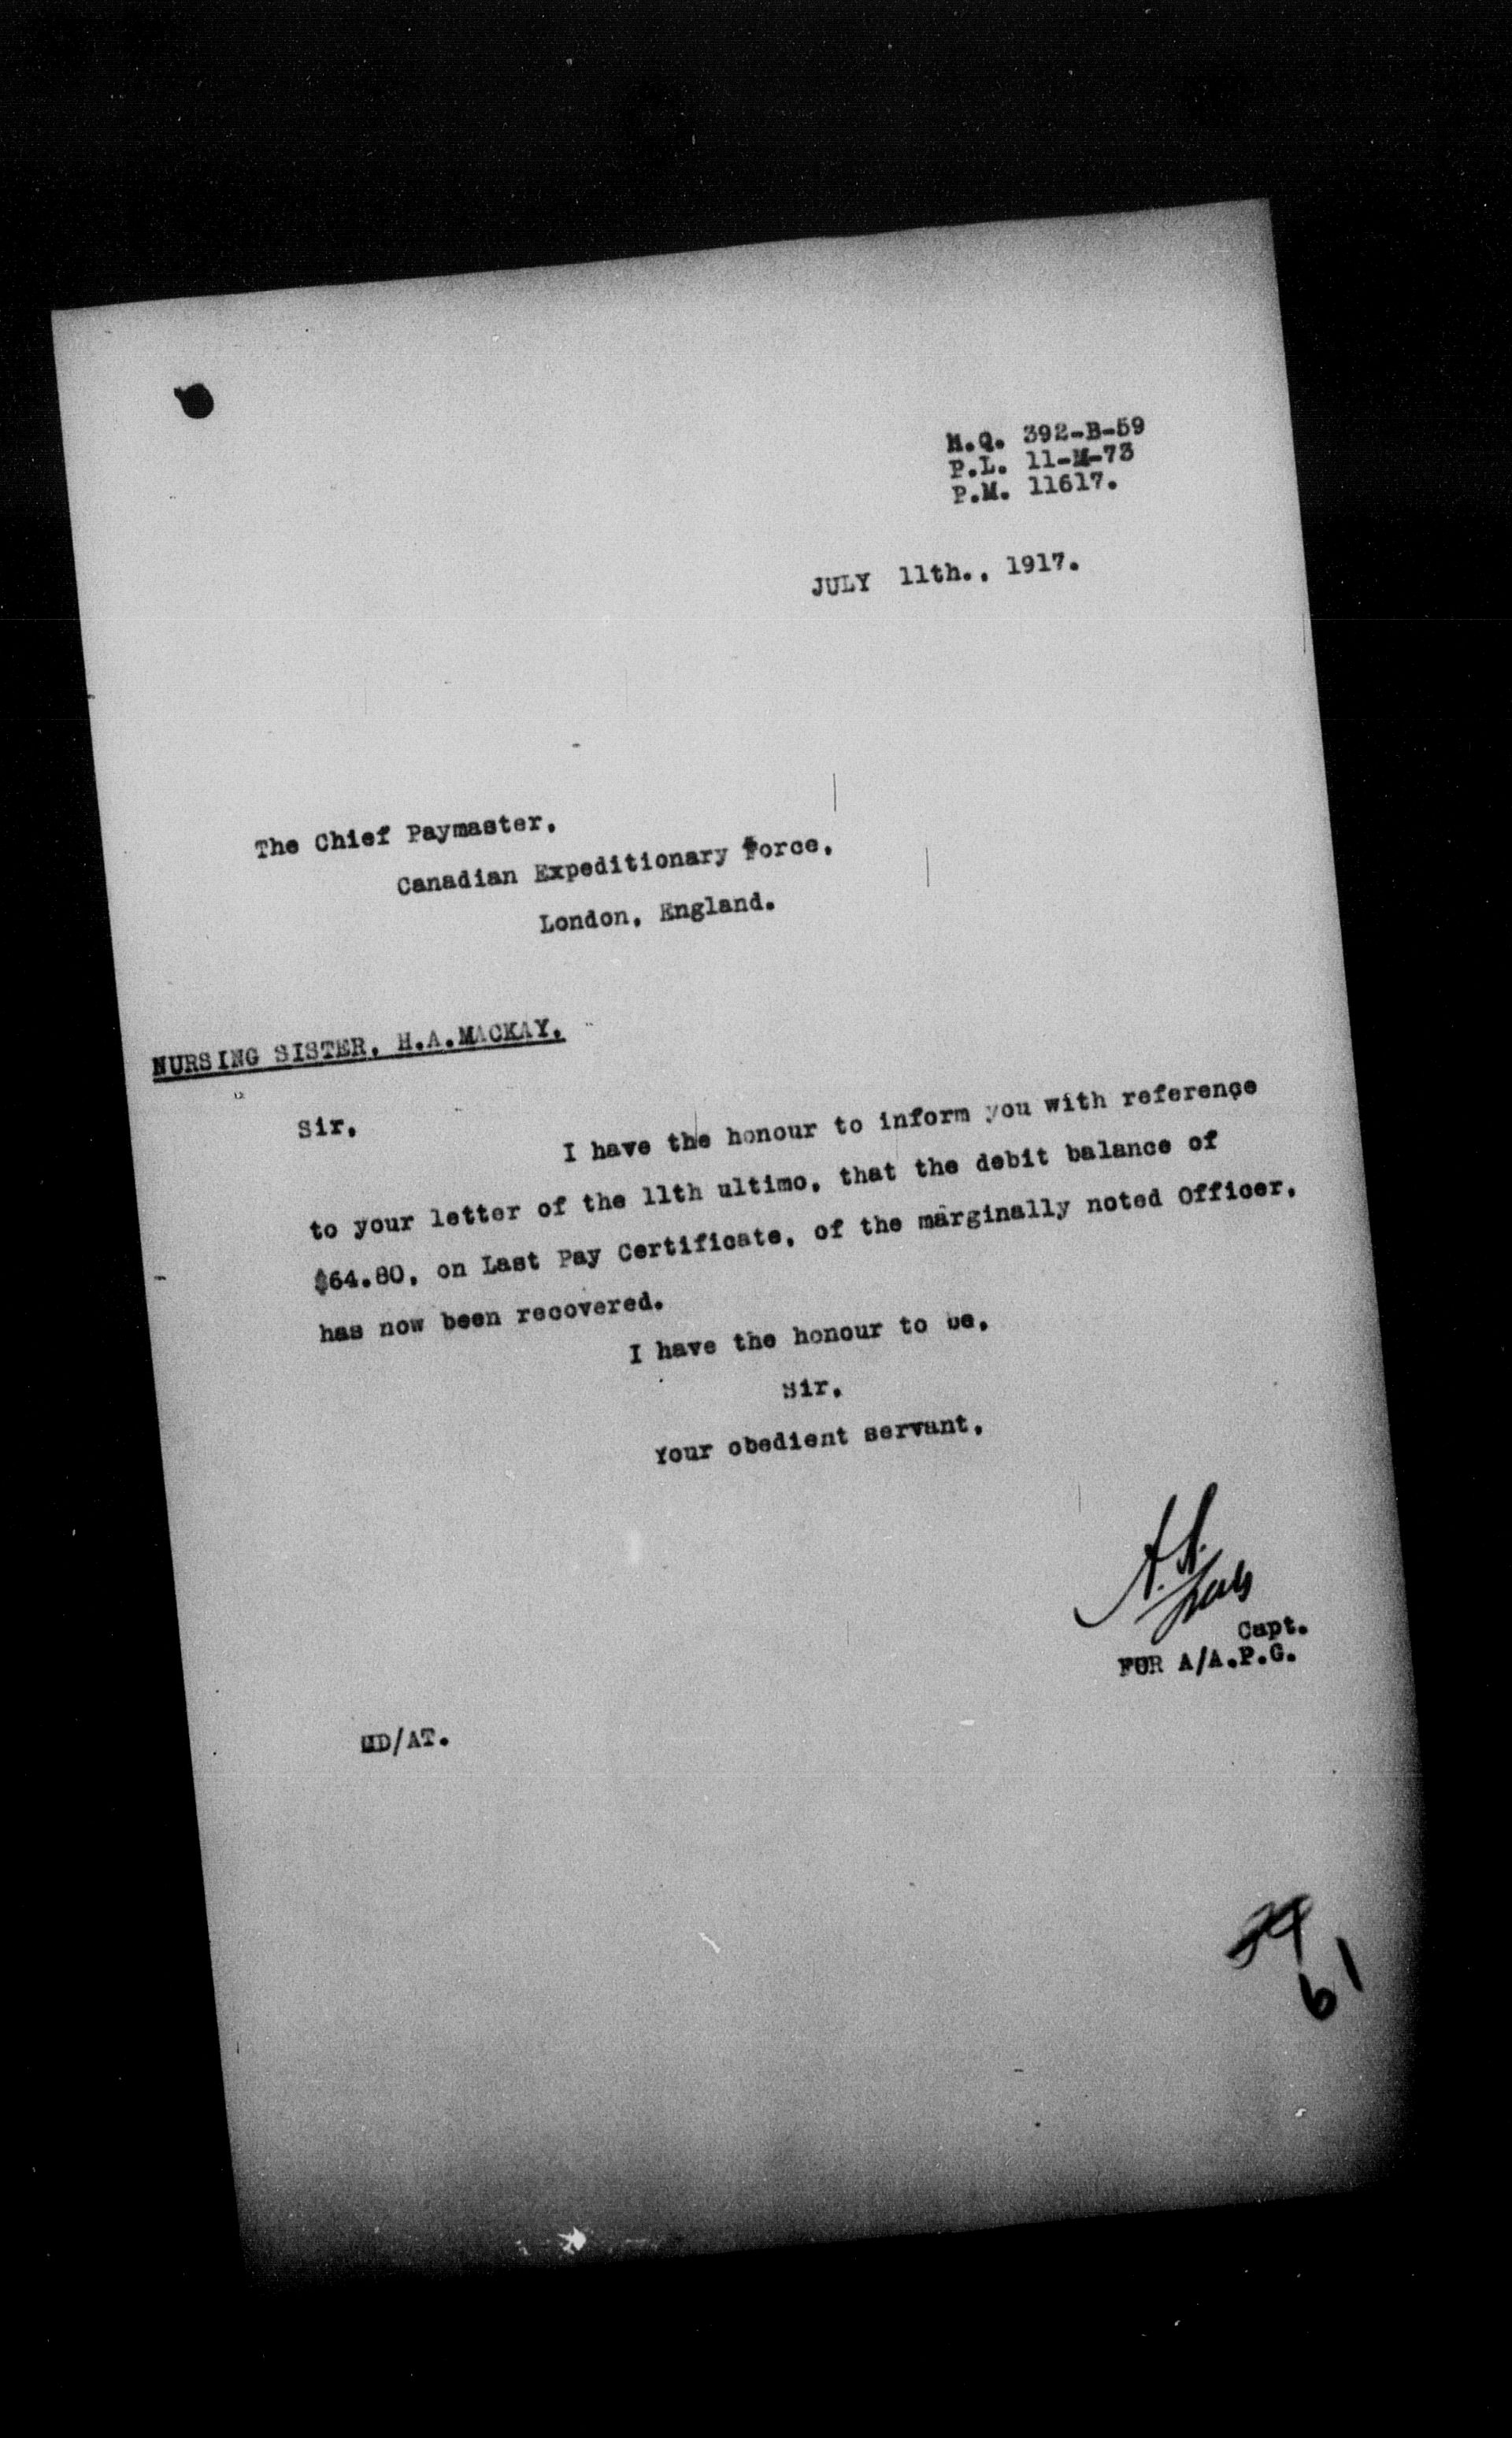 H.Q. 392-B-59
P.L. 11-M-73
P.M. 11617.
JULY 11th., 1917.
The Chief Paymaster,
Canadian Expeditionary Force,
London, England.
NURSING SISTER, H.A.MACKAY.
Sir,
I have the honour to inform you with reference
to your letter of the 11th ultimo, that the debit balance of
$64.80, on Last Pay Certificate, of the marginally noted Officer,
has now been recovered.
I have the honour to be,
Sir,
Your obedient servant,
Capt.
FOR A/A.P.G.
MD/AT.
61